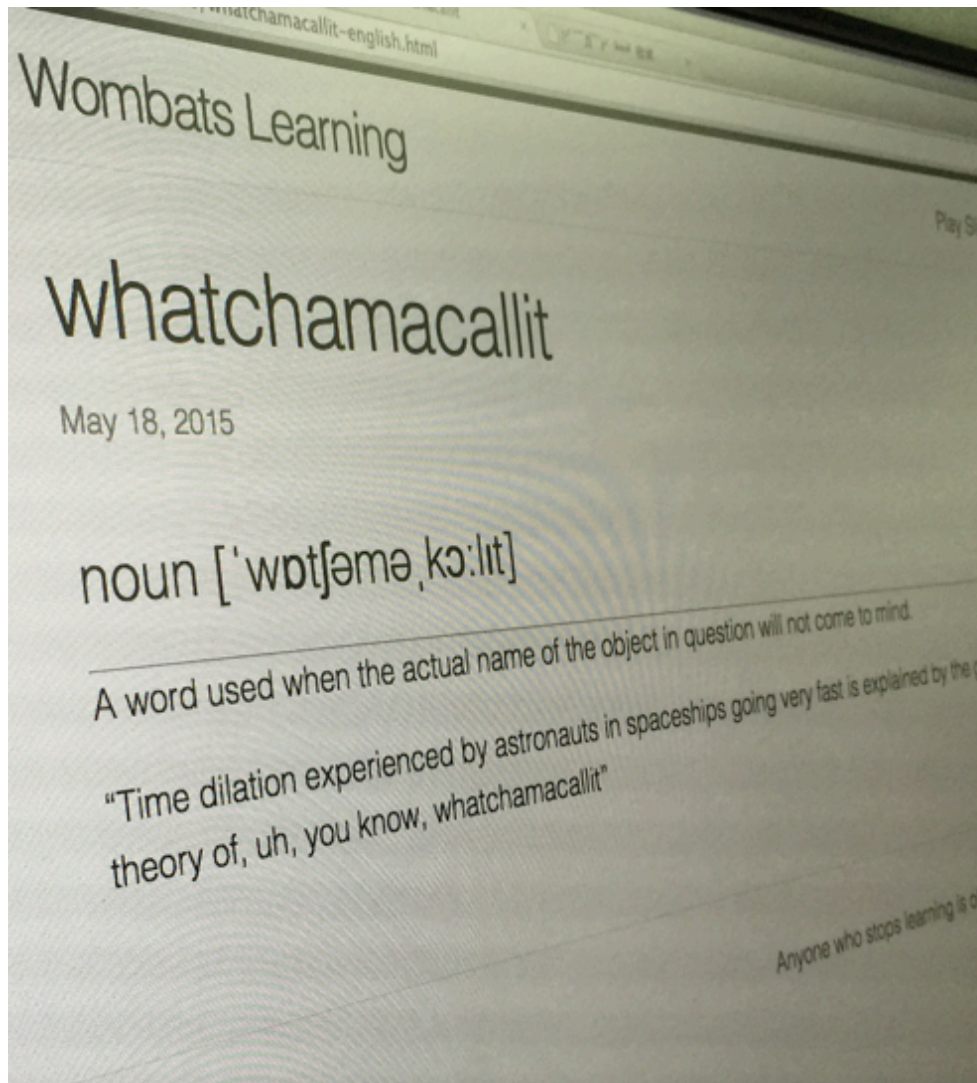 whatchamacallit-english.html
Wombats Learning
Play
whatchamacallit
May 18, 2015
noun [ˈwɒtʃəməˌkɔːlɪt]
A word used when the actual name of the object in question will not come to mind.
“Time dilation experienced by astronauts in spaceships going very fast is explained by the
theory of, uh, you know, whatchamacallit”
Anyone who stops learning is